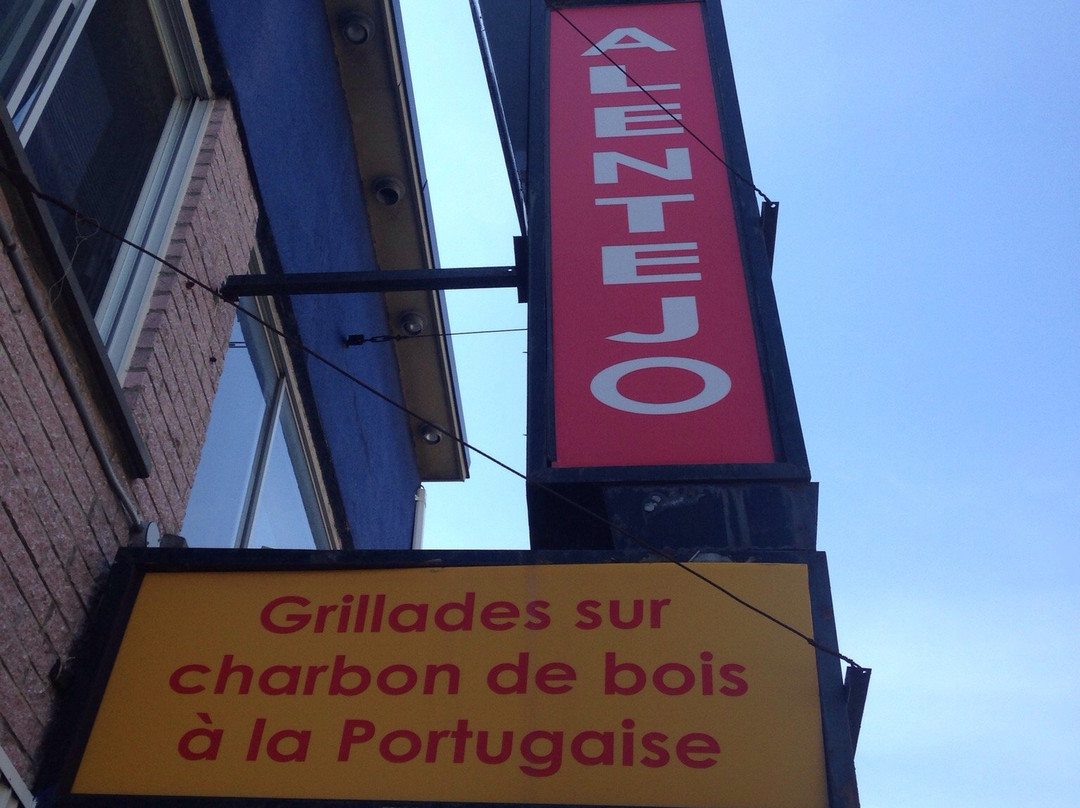 ALENTEJO
Grillades sur
charbon de bois
à la Portugaise